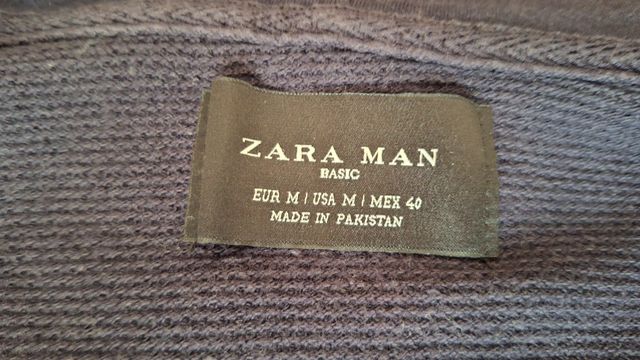 ZARA MAN
BASIC
EUR M | USA M | MEX 40
MADE IN PAKISTAN